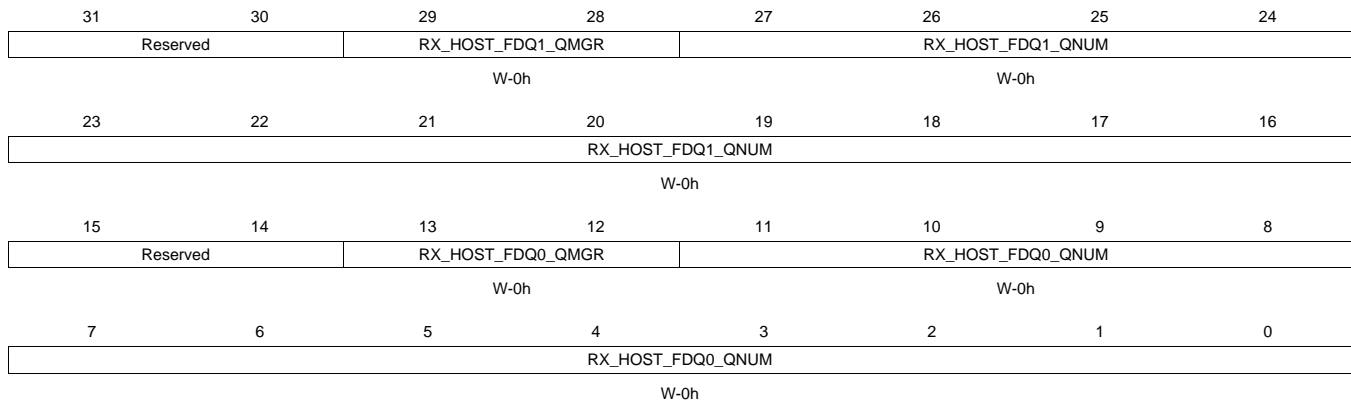 31 30 29 28 27 26 25 24
Reserved RX_HOST_FDQ1_QMGR RX_HOST_FDQ1_QNUM
W-0h W-0h
23 22 21 20 19 18 17 16
RX_HOST_FDQ1_QNUM
W-0h
15 14 13 12 11 10 9 8
Reserved RX_HOST_FDQ0_QMGR RX_HOST_FDQ0_QNUM
W-0h W-0h
7 6 5 4 3 2 1 0
RX_HOST_FDQ0_QNUM
W-0h